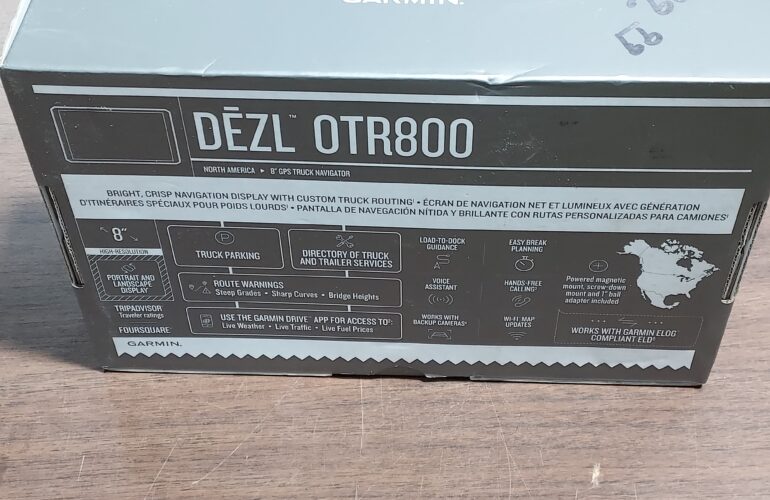 GARMIN.
DĒZL™ OTR800
NORTH AMERICA ▸ 8" GPS TRUCK NAVIGATOR
BRIGHT, CRISP NAVIGATION DISPLAY WITH CUSTOM TRUCK ROUTING¹ • ÉCRAN DE NAVIGATION NET ET LUMINEUX AVEC GÉNÉRATION
D'ITINÉRAIRES SPÉCIAUX POUR POIDS LOURDS¹ • PANTALLA DE NAVEGACIÓN NÍTIDA Y BRILLANTE CON RUTAS PERSONALIZADAS PARA CAMIONES¹
8"
HIGH-RESOLUTION
PORTRAIT AND
LANDSCAPE
DISPLAY
TRIPADVISOR
Traveler ratings
FOURSQUARE
P
TRUCK PARKING
DIRECTORY OF TRUCK
AND TRAILER SERVICES
ROUTE WARNINGS
Steep Grades • Sharp Curves • Bridge Heights
USE THE GARMIN DRIVE™ APP FOR ACCESS TO²:
Live Weather • Live Traffic • Live Fuel Prices
LOAD-TO-DOCK
GUIDANCE
VOICE
ASSISTANT
WORKS WITH
BACKUP CAMERAS³
EASY BREAK
PLANNING
HANDS-FREE
CALLING²
WI-FI® MAP
UPDATES
Powered magnetic
mount, screw-down
mount and 1" ball
adapter included
WORKS WITH GARMIN ELOG™
COMPLIANT ELD³
GARMIN.